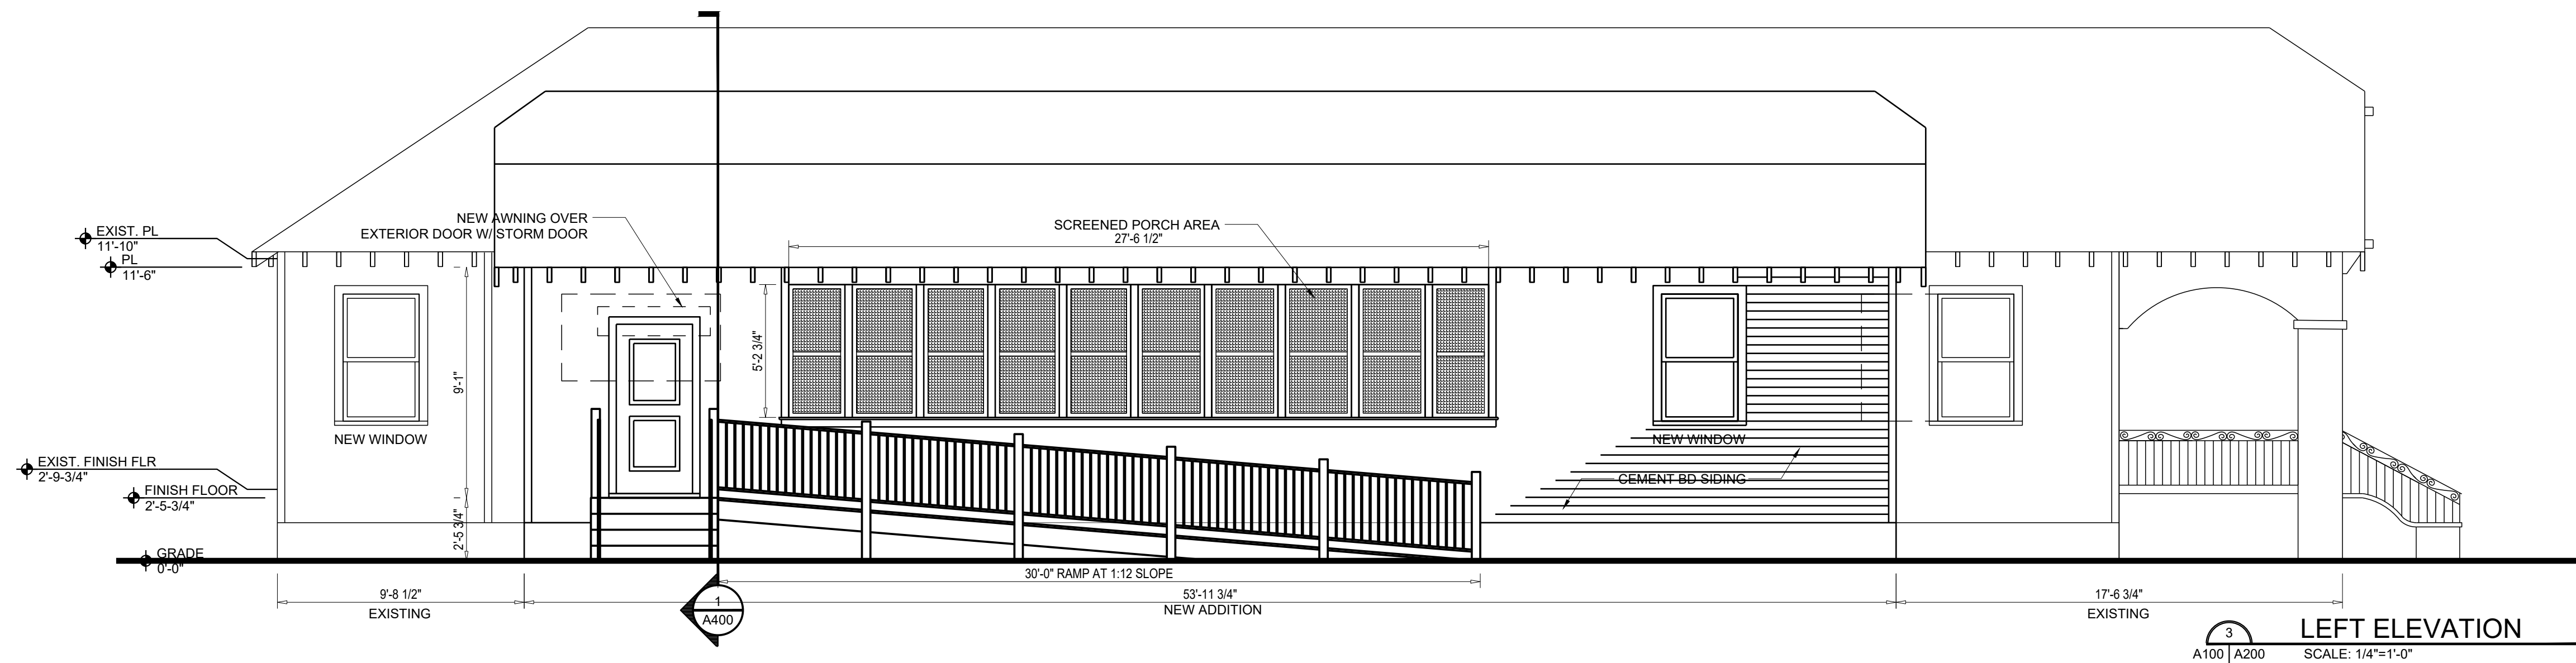 NEW AWNING OVER
EXTERIOR DOOR W/ STORM DOOR
SCREENED PORCH AREA
27'-6 1/2"
EXIST. PL
11'-10"
PL
11'-6"
9'-1"
5'-2 3/4"
NEW WINDOW
NEW WINDOW
EXIST. FINISH FLR
2'-9-3/4"
CEMENT BD SIDING
FINISH FLOOR
2'-5-3/4"
2'-5 3/4"
GRADE
0'-0"
30'-0" RAMP AT 1:12 SLOPE
9'-8 1/2"
EXISTING
1
A400
53'-11 3/4"
NEW ADDITION
17'-6 3/4"
EXISTING
3
A100 A200
LEFT ELEVATION
SCALE: 1/4"=1'-0"